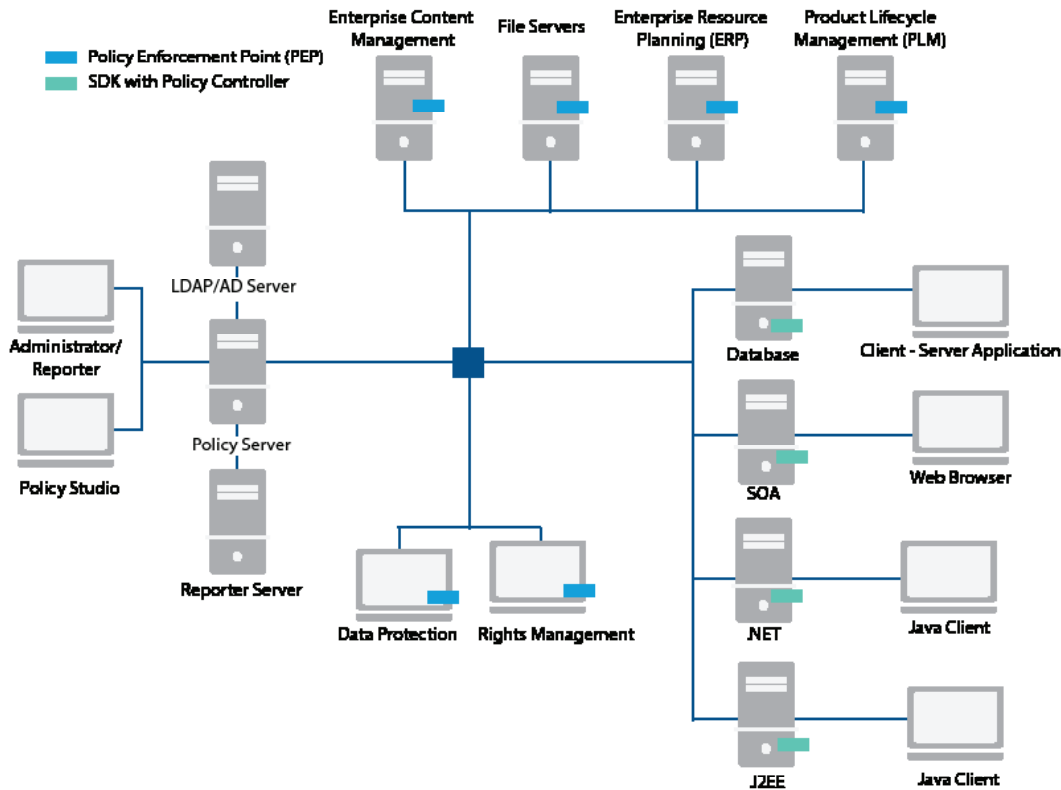 Enterprise Content
Management
File Servers
Enterprise Resource
Planning (ERP)
Product Lifecycle
Management (PLM)
Policy Enforcement Point (PEP)
SDK with Policy Controller
LDAP/AD Server
Administrator/
Reporter
Policy Server
Policy Studio
Reporter Server
Data Protection
Rights Management
Database
Client - Server Application
SOA
Web Browser
.NET
Java Client
J2EE
Java Client